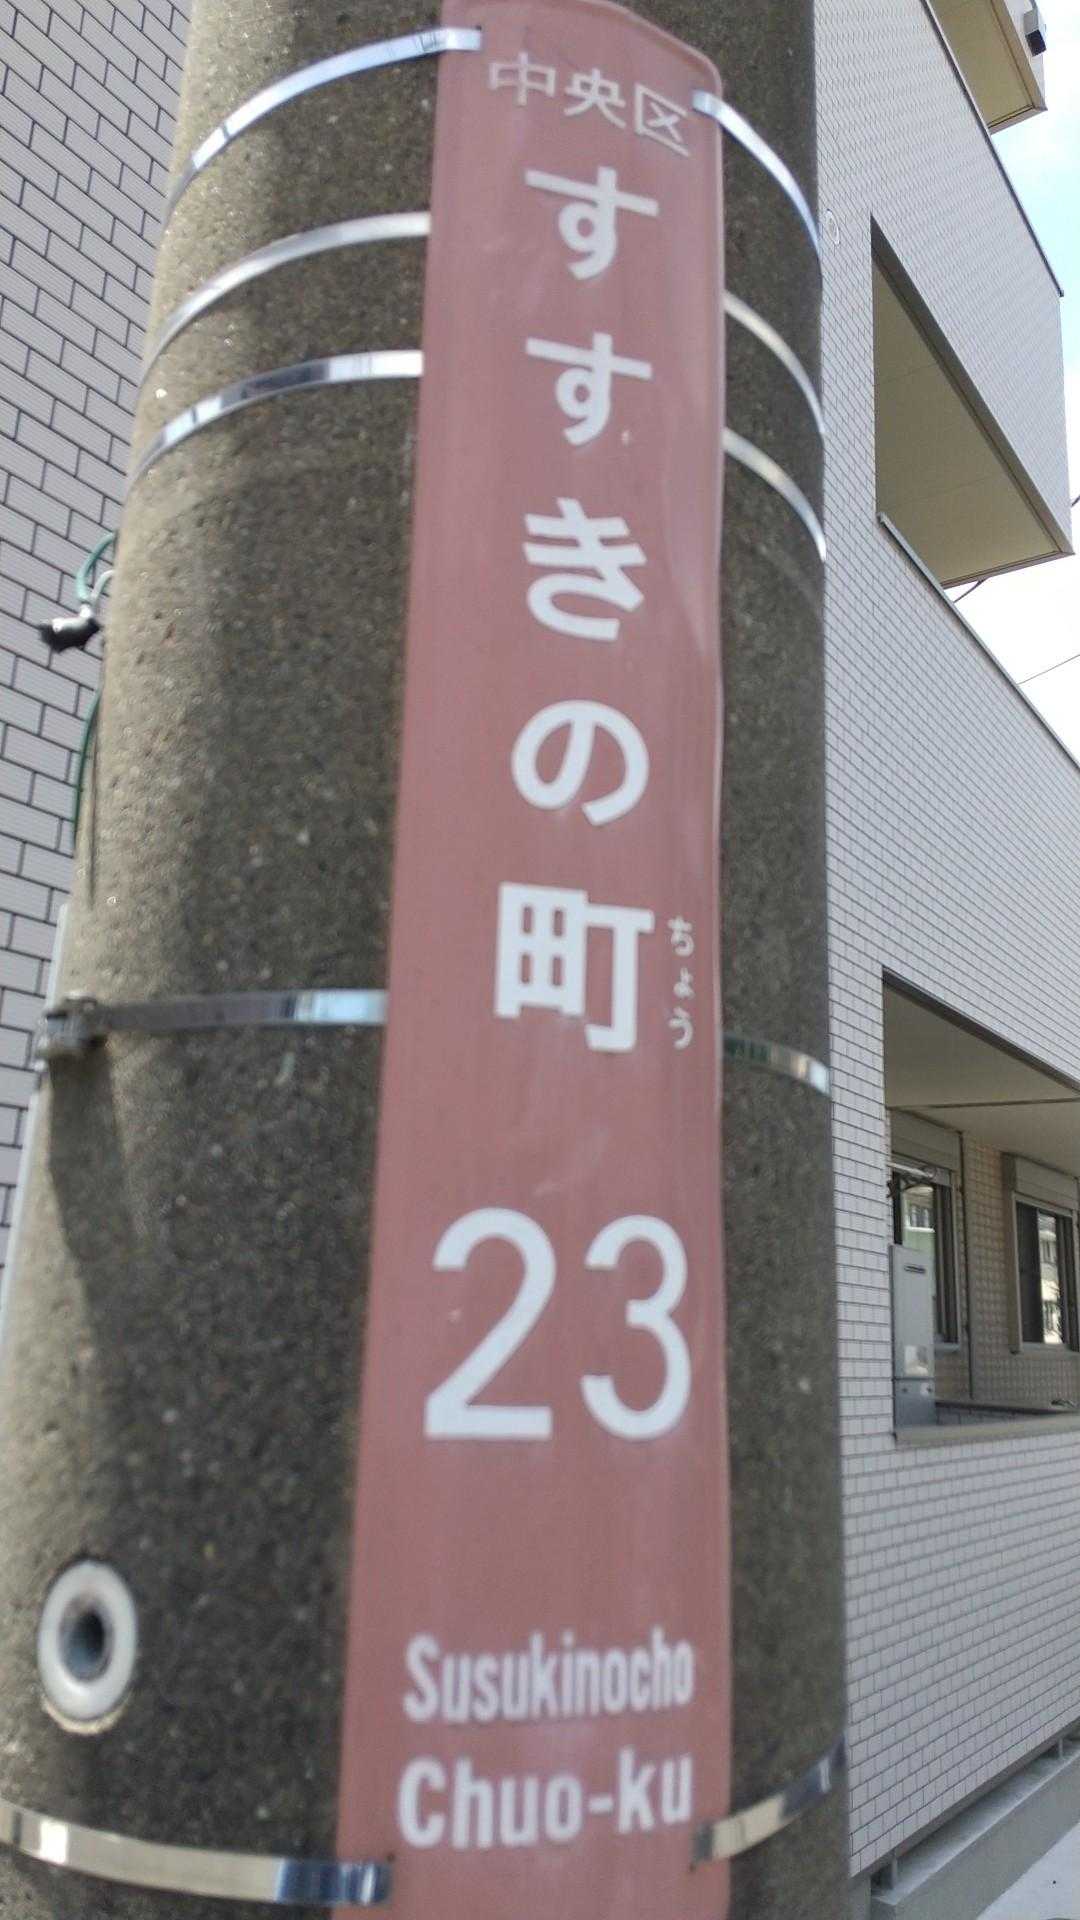 中央区
すすきの町
ちょう
23
Susukinocho
Chuo-ku